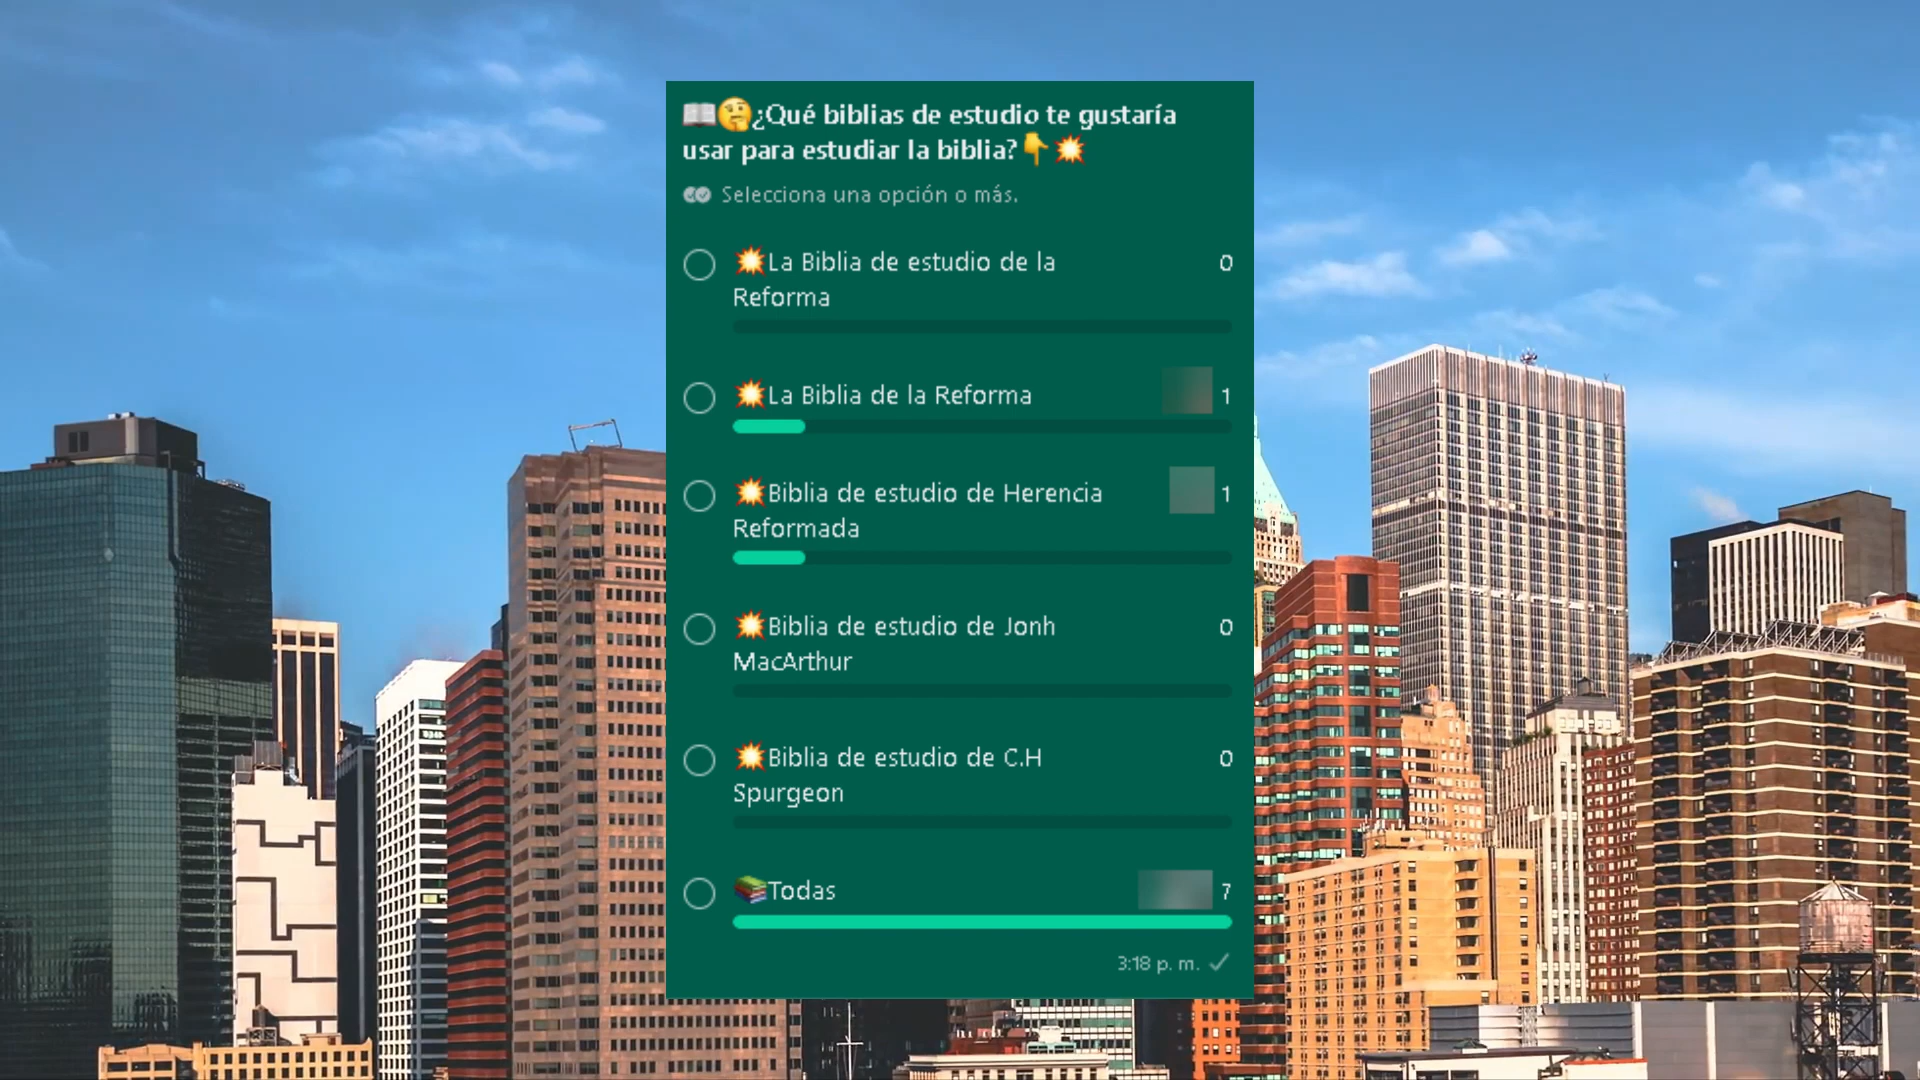 📖🤔¿Qué biblias de estudio te gustaría
usar para estudiar la biblia?👇💥
Selecciona una opción o más.
💥La Biblia de estudio de la 0
Reforma
💥La Biblia de la Reforma 1
💥Biblia de estudio de Herencia 1
Reformada
💥Biblia de estudio de Jonh 0
MacArthur
💥Biblia de estudio de C.H 0
Spurgeon
📚Todas 7
3:18 p. m.